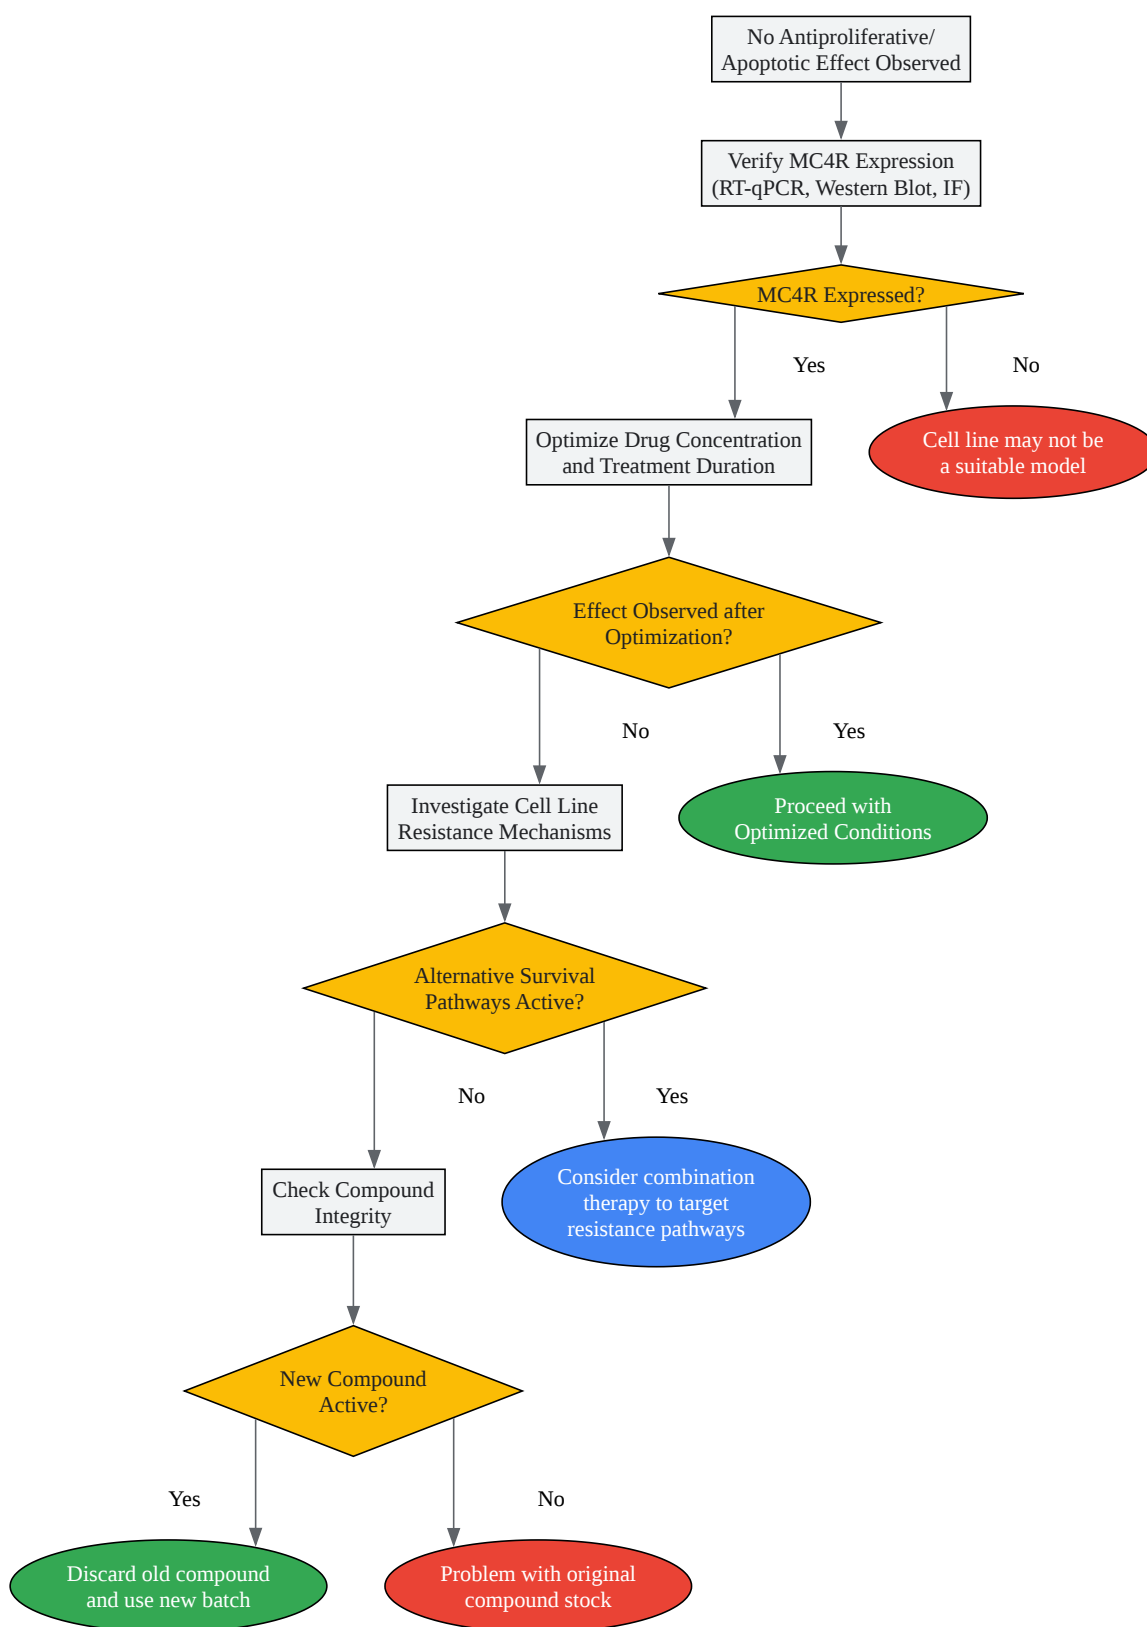 No Antiproliferative/
Apoptotic Effect Observed
Verify MC4R Expression
(RT-qPCR, Western Blot, IF)
MC4R Expressed?
Yes
No
Optimize Drug Concentration
and Treatment Duration
Cell line may not be
a suitable model
Effect Observed after
Optimization?
No
Yes
Investigate Cell Line
Resistance Mechanisms
Proceed with
Optimized Conditions
Alternative Survival
Pathways Active?
No
Yes
Check Compound
Integrity
Consider combination
therapy to target
resistance pathways
New Compound
Active?
Yes
No
Discard old compound
and use new batch
Problem with original
compound stock